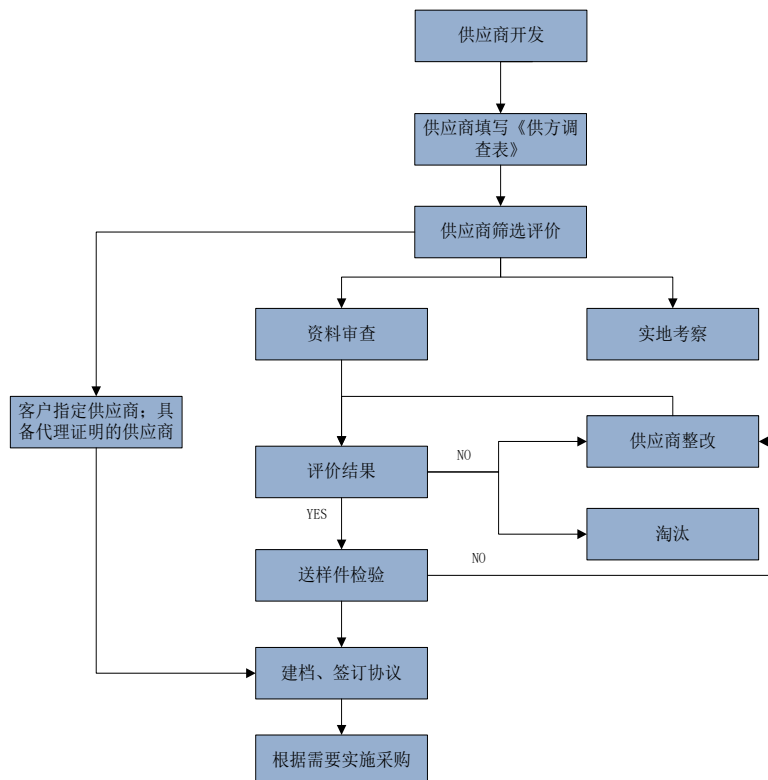 供应商开发
供应商填写《供方调
查表》
供应商筛选评价
资料审查
实地考察
客户指定供应商；具
备代理证明的供应商
供应商整改
评价结果
NO
YES
淘汰
送样件检验
NO
建档、签订协议
根据需要实施采购